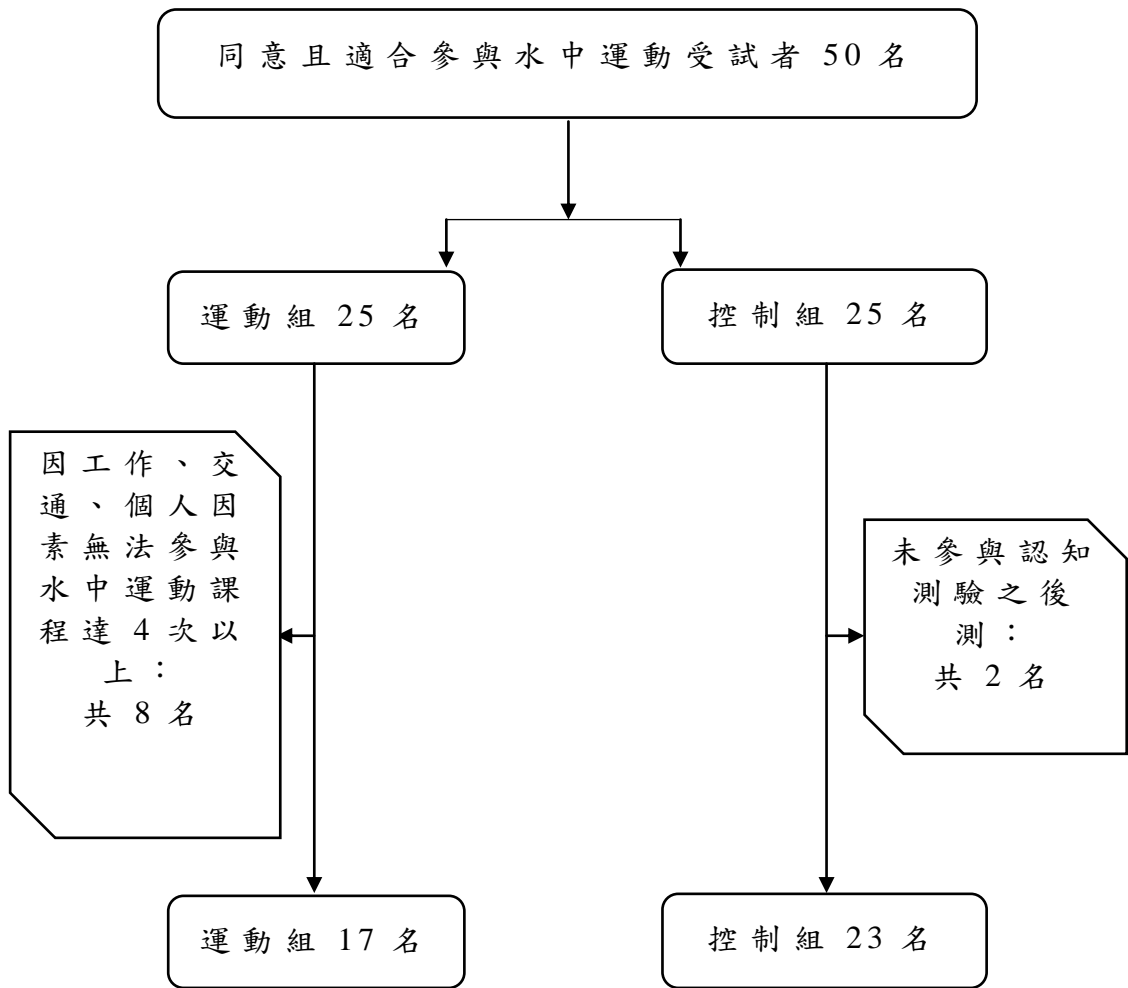 同意且適合參與水中運動受試者 50 名
運動組 25 名
控制組 25 名
因工作、交
通、個人因
素無法參與
水中運動課
程達 4 次以
上：
共 8 名
未參與認知
測驗之後
測：
共 2 名
運動組 17 名
控制組 23 名